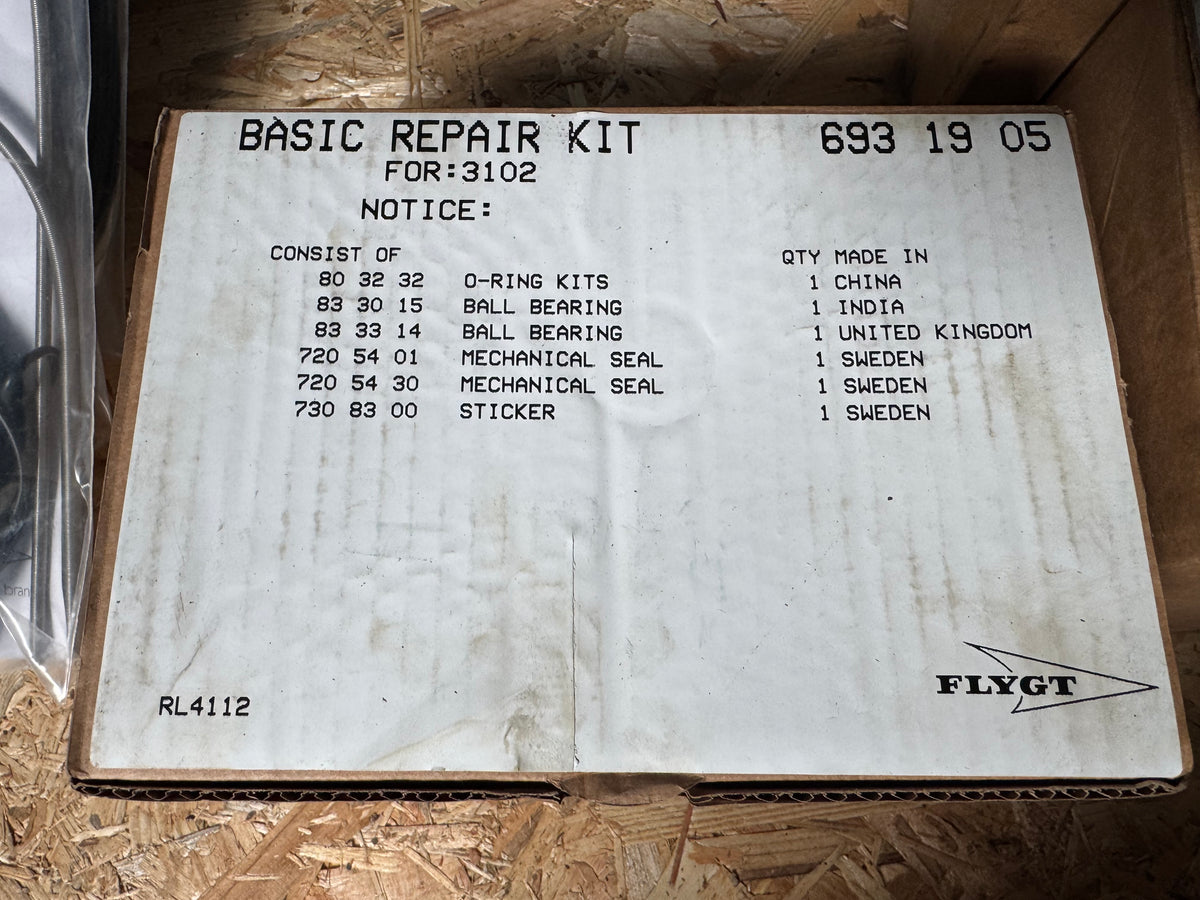 BASIC REPAIR KIT 693 19 05
FOR:3102
NOTICE:
CONSIST OF QTY MADE IN
80 32 32 O-RING KITS 1 CHINA
83 30 15 BALL BEARING 1 INDIA
83 33 14 BALL BEARING 1 UNITED KINGDOM
720 54 01 MECHANICAL SEAL 1 SWEDEN
720 54 30 MECHANICAL SEAL 1 SWEDEN
730 83 00 STICKER 1 SWEDEN
FLYGT
RL4112